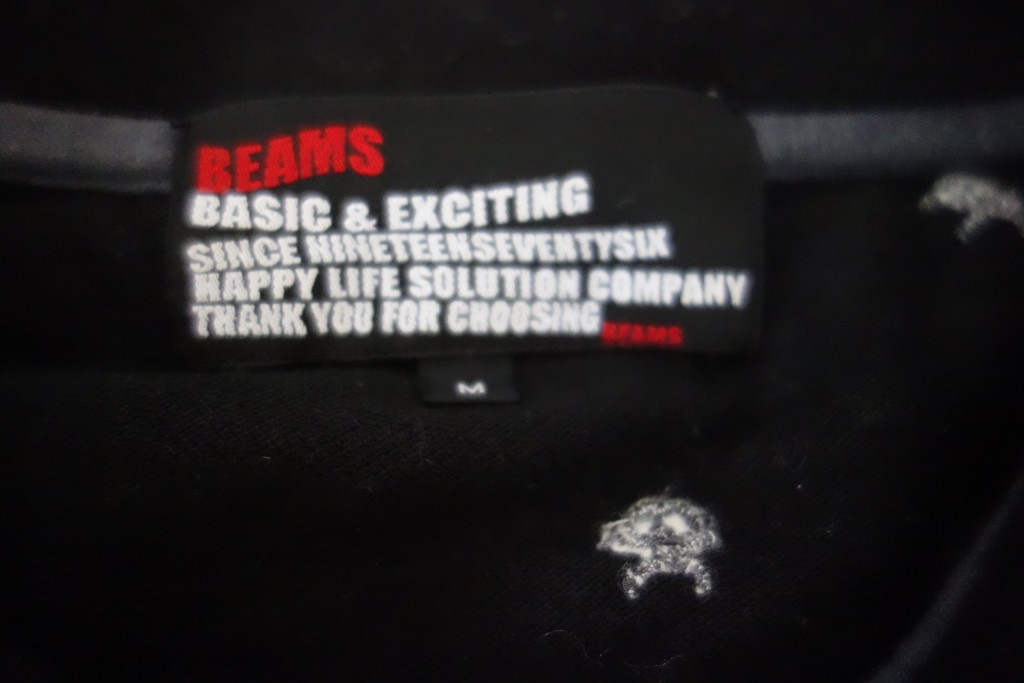 BEAMS
BASIC & EXCITING
SINCE NINETEENSEVENTYSIX
HAPPY LIFE SOLUTION COMPANY
THANK YOU FOR CHOOSING BEAMS
M